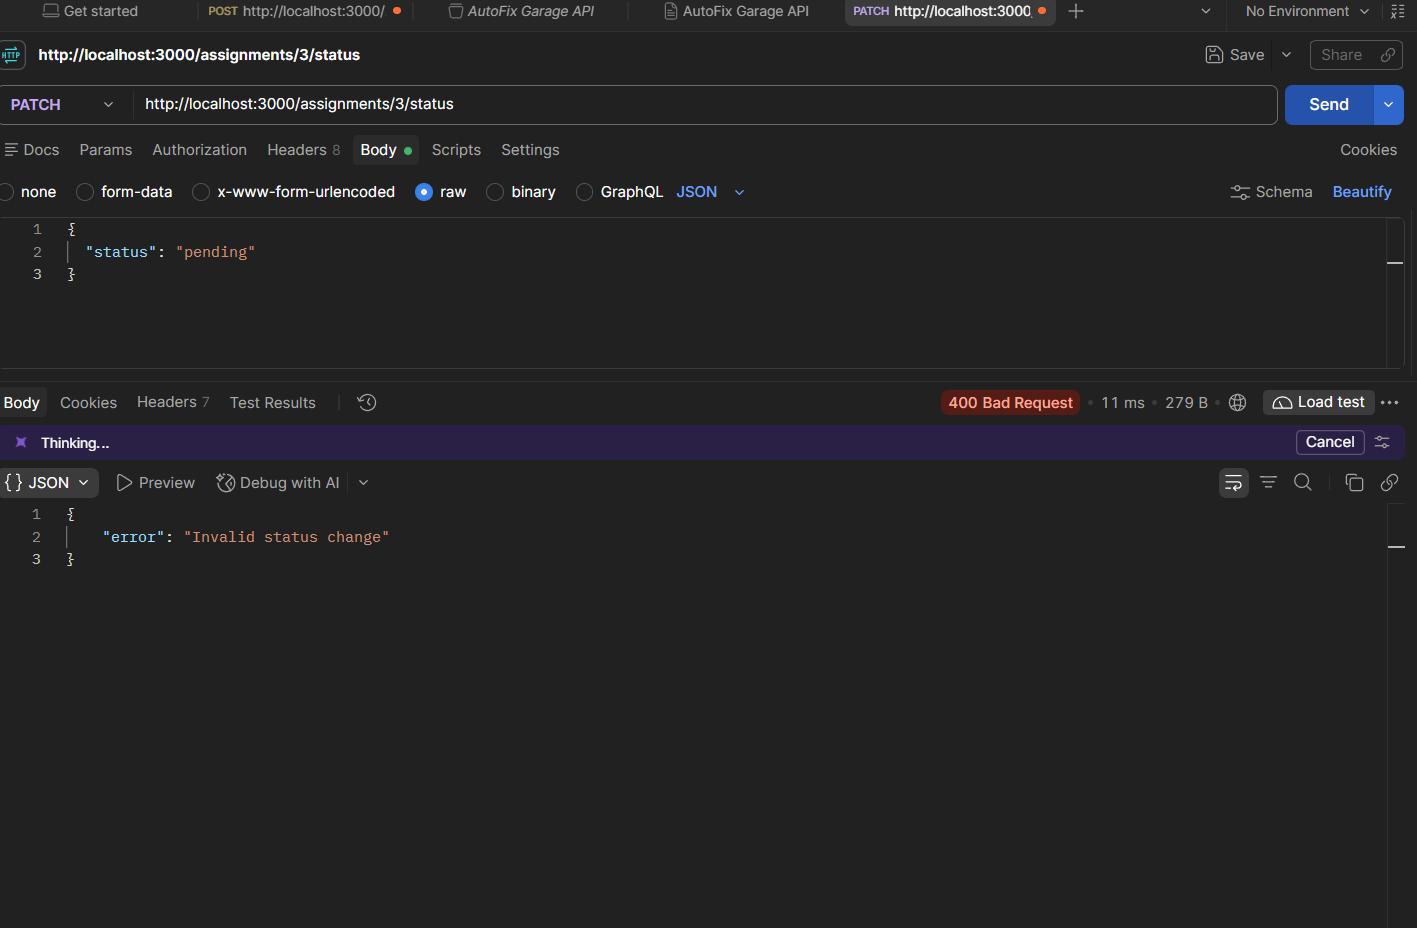 Get started
POST http://localhost:3000/
AutoFix Garage API
AutoFix Garage API
PATCH http://localhost:3000
No Environment
HTTP http://localhost:3000/assignments/3/status
Save
Share
PATCH
http://localhost:3000/assignments/3/status
Send
Docs
Params
Authorization
Headers 8
Body
Scripts
Settings
Cookies
none
form-data
x-www-form-urlencoded
raw
binary
GraphQL
JSON
Schema
Beautify
1 {
2 "status": "pending"
3 }
Body
Cookies
Headers 7
Test Results
400 Bad Request
11 ms
279 B
Load test
Thinking...
Cancel
{} JSON
Preview
Debug with AI
1 {
2 "error": "Invalid status change"
3 }